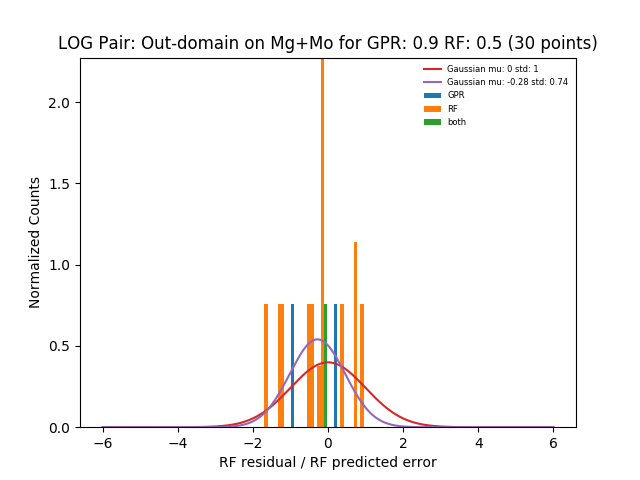 LOG Pair: Out-domain on Mg+Mo for GPR: 0.9 RF: 0.5 (30 points)
Gaussian mu: 0 std: 1
Gaussian mu: -0.28 std: 0.74
GPR
RF
both
2.0
1.5
1.0
0.5
0.0
Normalized Counts
−6 −4 −2 0 2 4 6
RF residual / RF predicted error